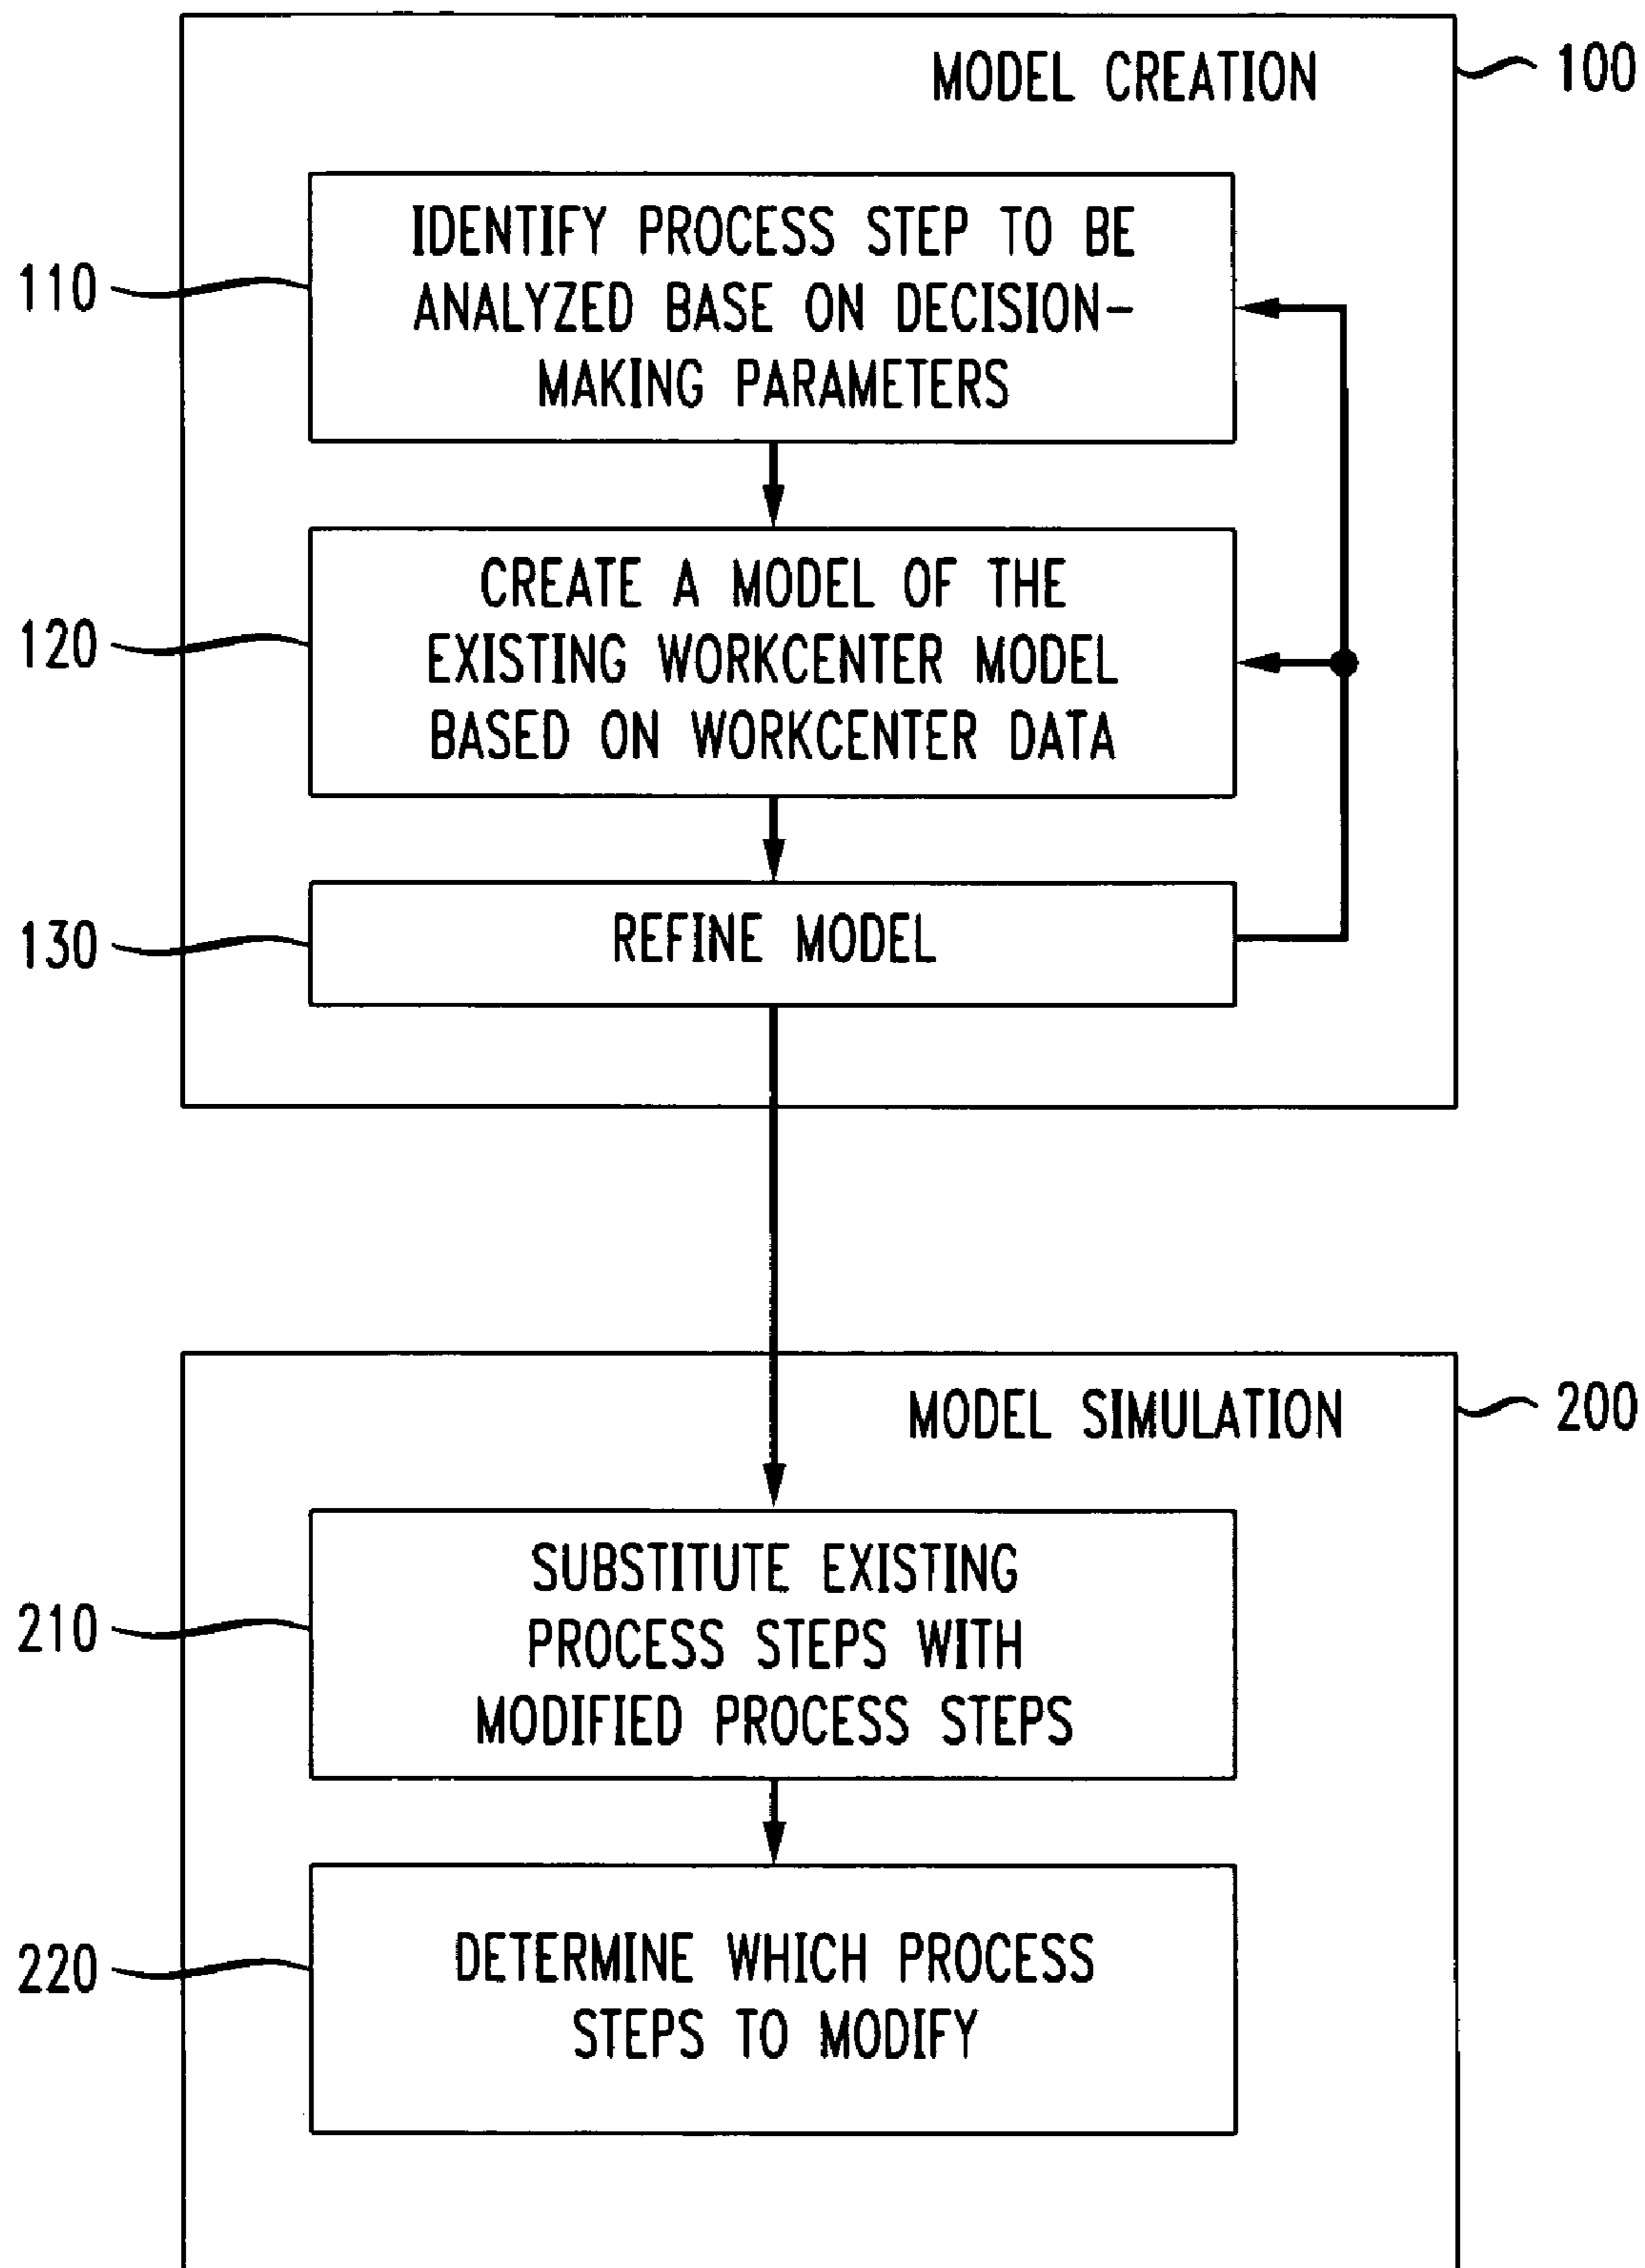 MODEL CREATION
100
110
IDENTIFY PROCESS STEP TO BE
ANALYZED BASE ON DECISION-
MAKING PARAMETERS
120
CREATE A MODEL OF THE
EXISTING WORKCENTER MODEL
BASED ON WORKCENTER DATA
130
REFINE MODEL
MODEL SIMULATION
200
210
SUBSTITUTE EXISTING
PROCESS STEPS WITH
MODIFIED PROCESS STEPS
220
DETERMINE WHICH PROCESS
STEPS TO MODIFY